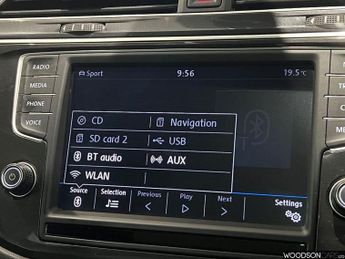 RADIO
MEDIA
PHONE
VOICE
Sport
9:56
19.5°C
CD
Navigation
SD card 2
USB
BT audio
AUX
WLAN
Source
Selection
Previous
Play
Next
Settings
WOODSON